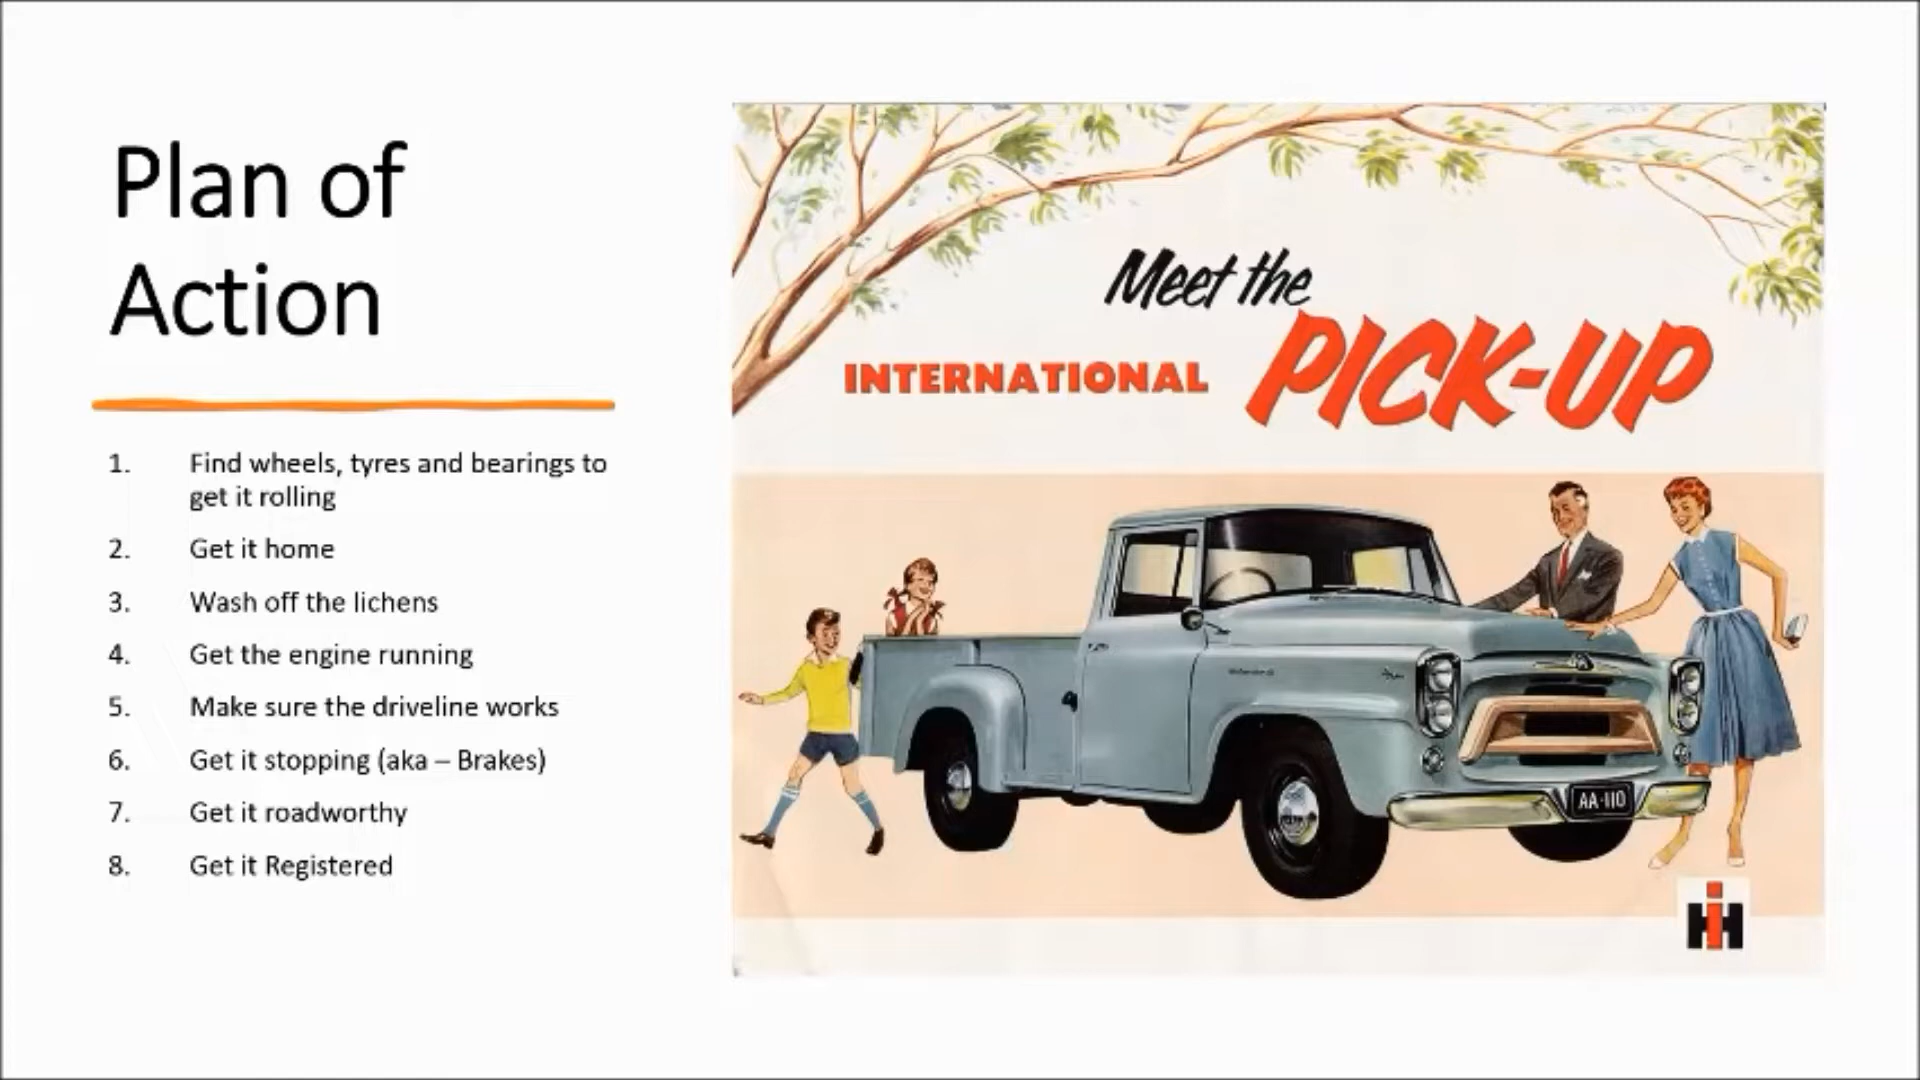 Plan of
Action
1. Find wheels, tyres and bearings to
get it rolling
2. Get it home
3. Wash off the lichens
4. Get the engine running
5. Make sure the driveline works
6. Get it stopping (aka – Brakes)
7. Get it roadworthy
8. Get it Registered
Meet the
INTERNATIONAL PICK-UP
AA-110
IH